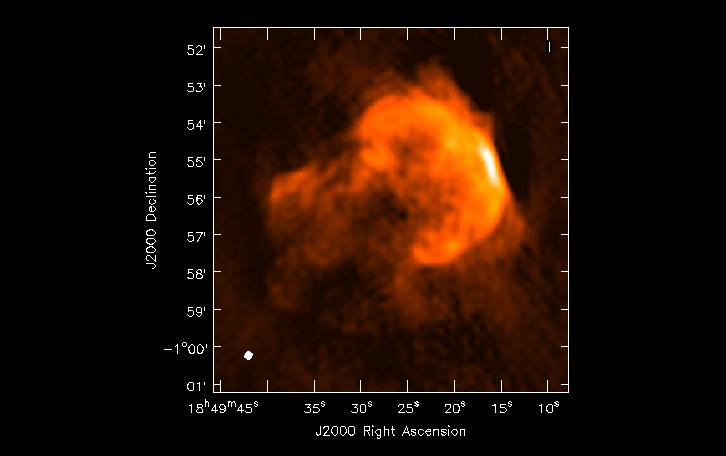 I
52'
53'
54'
55'
56'
57'
58'
59'
−1°00'
01'
J2000 Declination
18ʰ49ᵐ45ˢ 35ˢ 30ˢ 25ˢ 20ˢ 15ˢ 10ˢ
J2000 Right Ascension